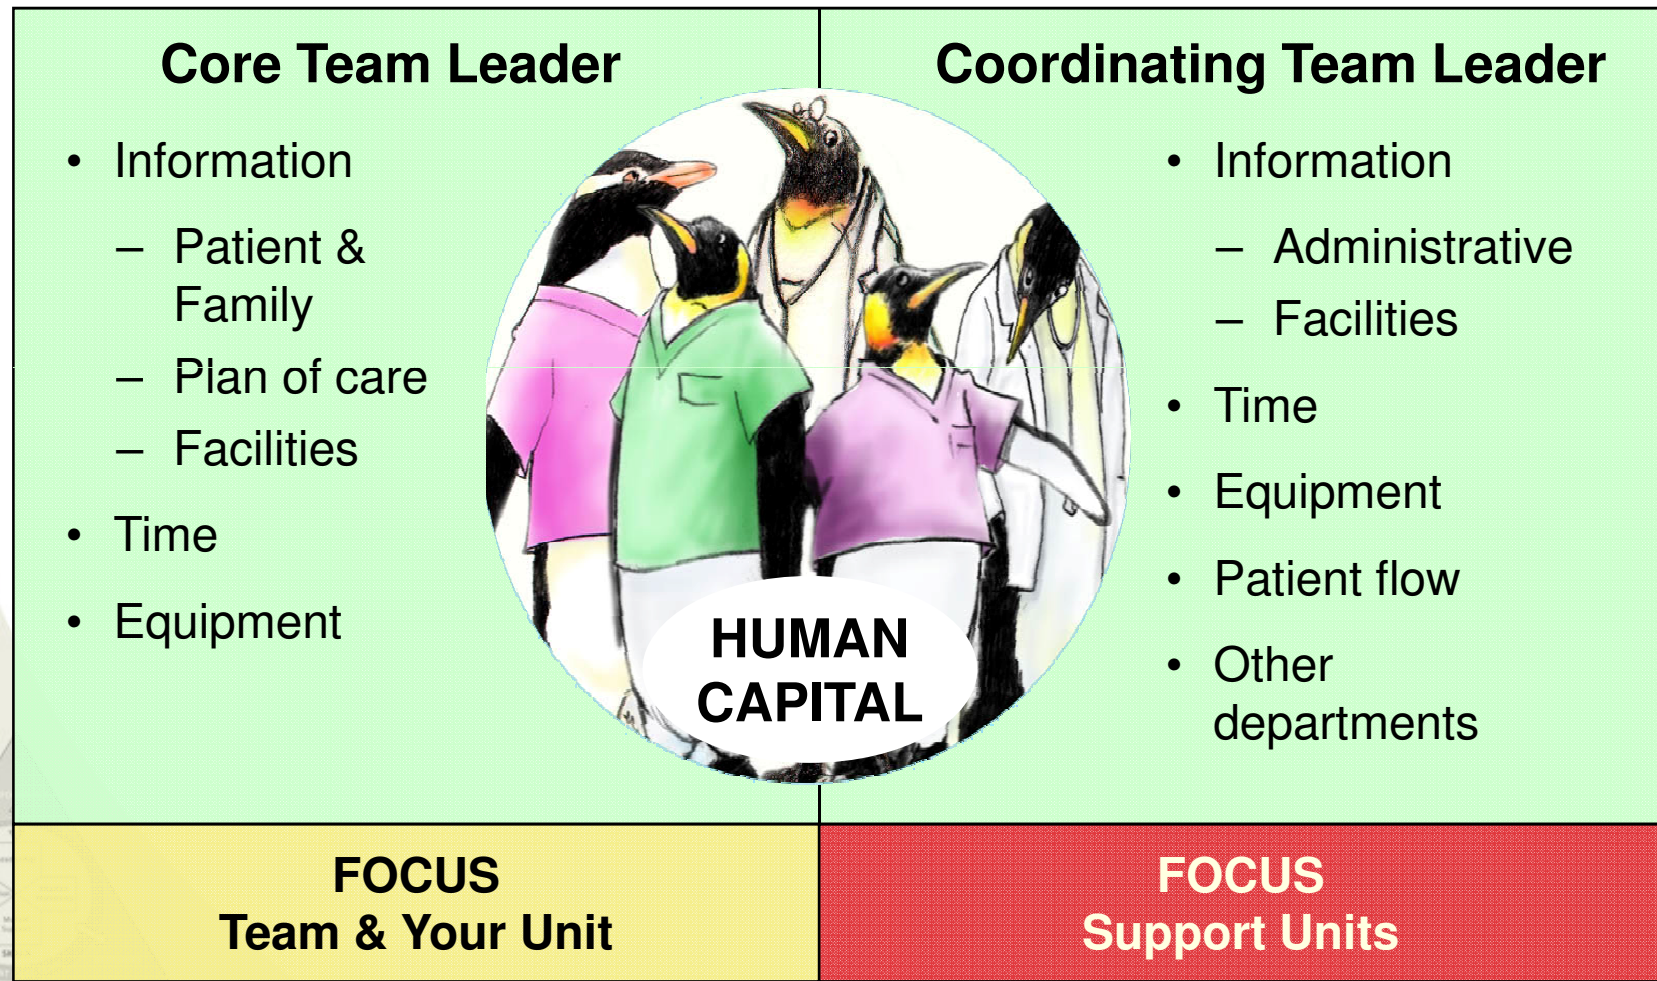 Core Team Leader
• Information
– Patient &
Family
– Plan of care
– Facilities
• Time
• Equipment
Coordinating Team Leader
• Information
– Administrative
– Facilities
• Time
• Equipment
• Patient flow
• Other
departments
HUMAN
CAPITAL
FOCUS
Team & Your Unit
FOCUS
Support Units